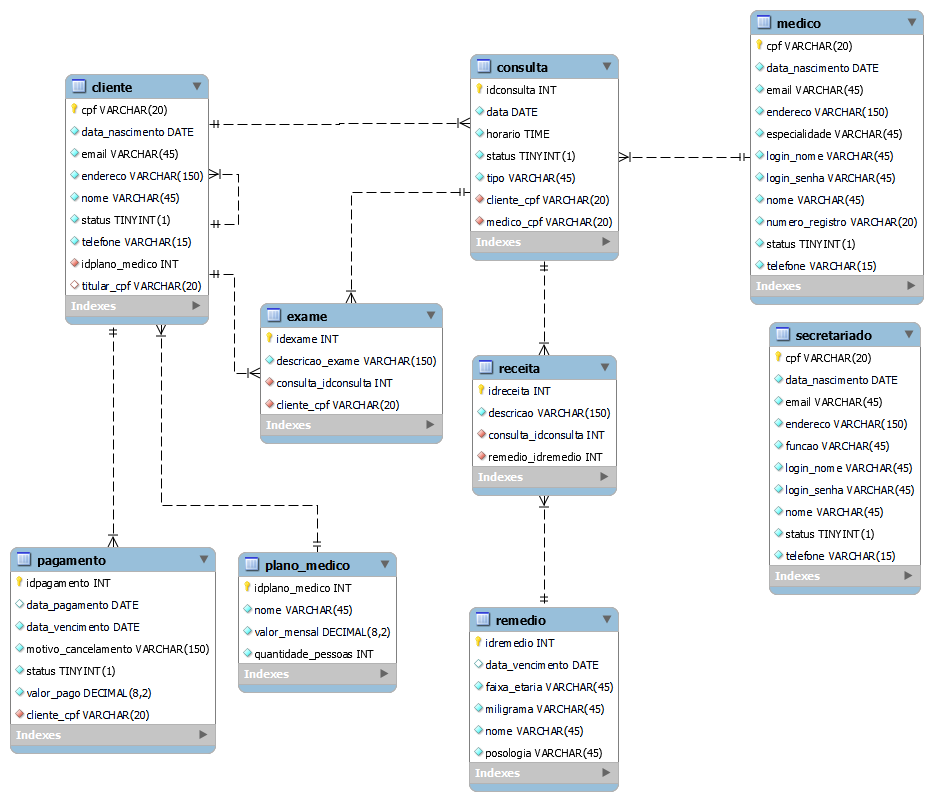 cliente
cpf VARCHAR(20)
data_nascimento DATE
email VARCHAR(45)
endereco VARCHAR(150)
nome VARCHAR(45)
status TINYINT(1)
telefone VARCHAR(15)
idplano_medico INT
titular_cpf VARCHAR(20)
Indexes
consulta
idconsulta INT
data DATE
horario TIME
status TINYINT(1)
tipo VARCHAR(45)
cliente_cpf VARCHAR(20)
medico_cpf VARCHAR(20)
Indexes
medico
cpf VARCHAR(20)
data_nascimento DATE
email VARCHAR(45)
endereco VARCHAR(150)
especialidade VARCHAR(45)
login_nome VARCHAR(45)
login_senha VARCHAR(45)
nome VARCHAR(45)
numero_registro VARCHAR(20)
status TINYINT(1)
telefone VARCHAR(15)
Indexes
exame
idexame INT
descricao_exame VARCHAR(150)
consulta_idconsulta INT
cliente_cpf VARCHAR(20)
Indexes
receita
idreceita INT
descricao VARCHAR(150)
consulta_idconsulta INT
remedio_idremedio INT
Indexes
secretariado
cpf VARCHAR(20)
data_nascimento DATE
email VARCHAR(45)
endereco VARCHAR(150)
funcao VARCHAR(45)
login_nome VARCHAR(45)
login_senha VARCHAR(45)
nome VARCHAR(45)
status TINYINT(1)
telefone VARCHAR(15)
Indexes
pagamento
idpagamento INT
data_pagamento DATE
data_vencimento DATE
motivo_cancelamento VARCHAR(150)
status TINYINT(1)
valor_pago DECIMAL(8,2)
cliente_cpf VARCHAR(20)
Indexes
plano_medico
idplano_medico INT
nome VARCHAR(45)
valor_mensal DECIMAL(8,2)
quantidade_pessoas INT
Indexes
remedio
idremedio INT
data_vencimento DATE
faixa_etaria VARCHAR(45)
miligrama VARCHAR(45)
nome VARCHAR(45)
posologia VARCHAR(45)
Indexes